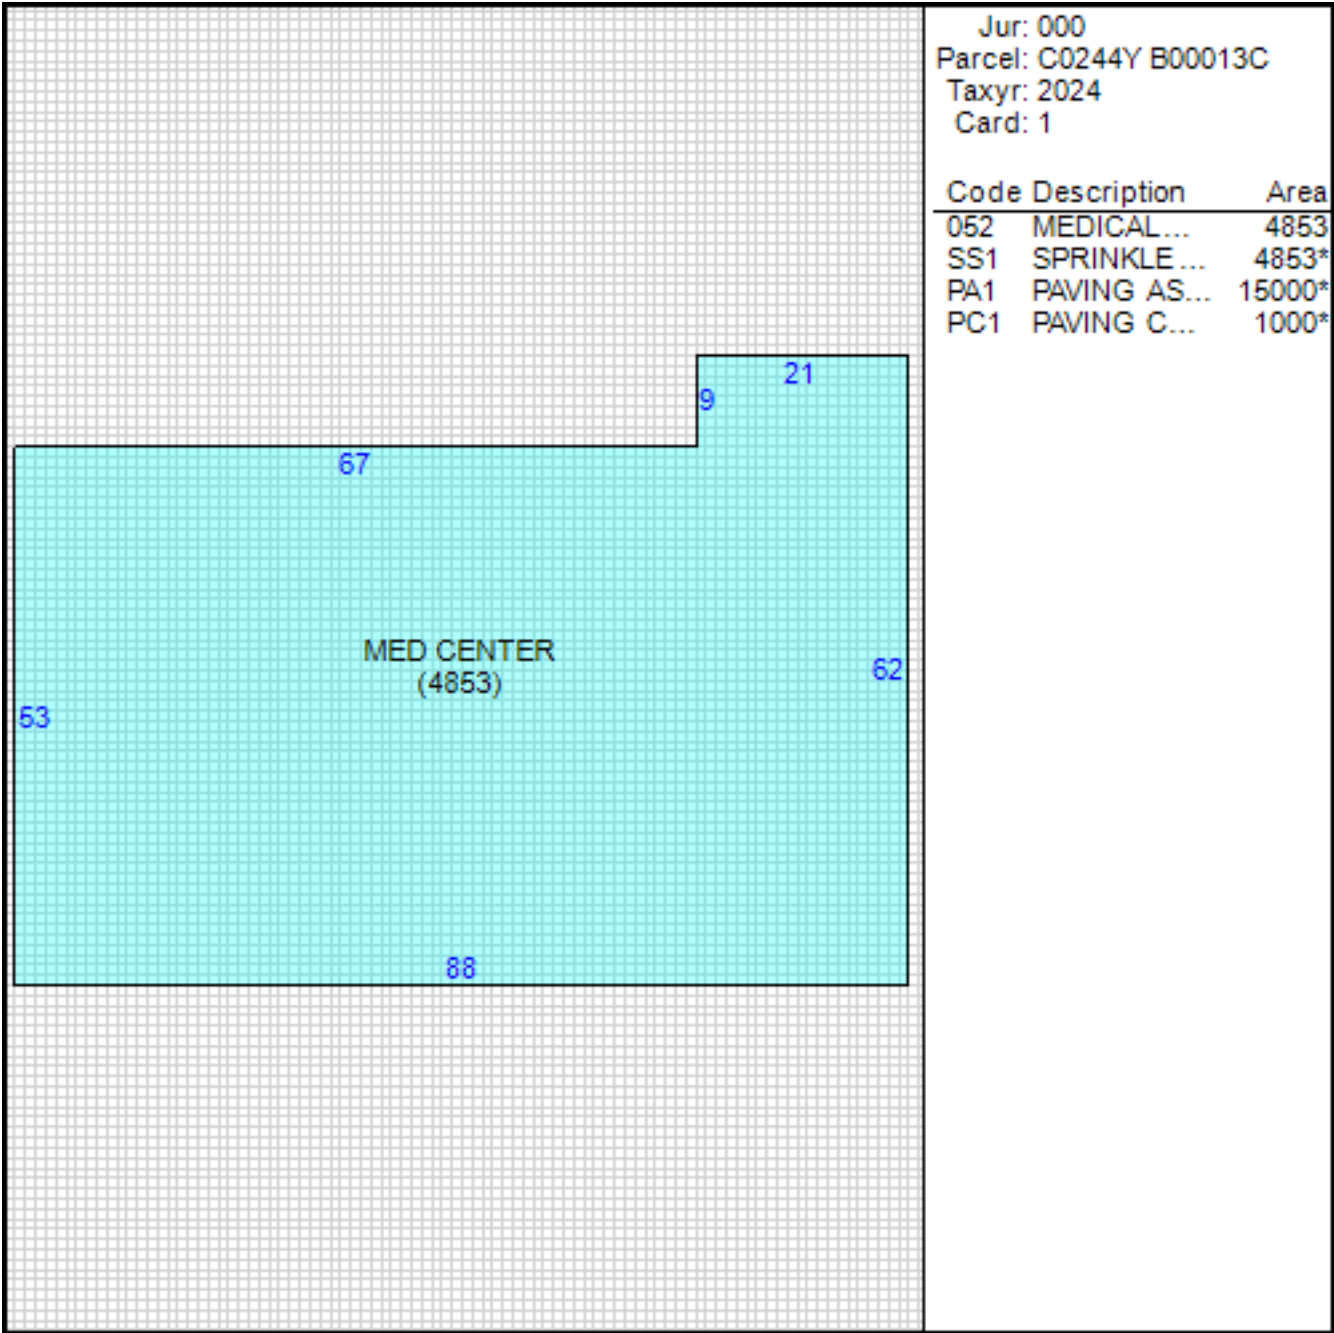 Jur: 000
Parcel: C0244Y B00013C
Taxyr: 2024
Card: 1
Code Description Area
052 MEDICAL... 4853
SS1 SPRINKLE... 4853*
PA1 PAVING AS... 15000*
PC1 PAVING C... 1000*
21
9
67
MED CENTER
(4853)
62
53
88